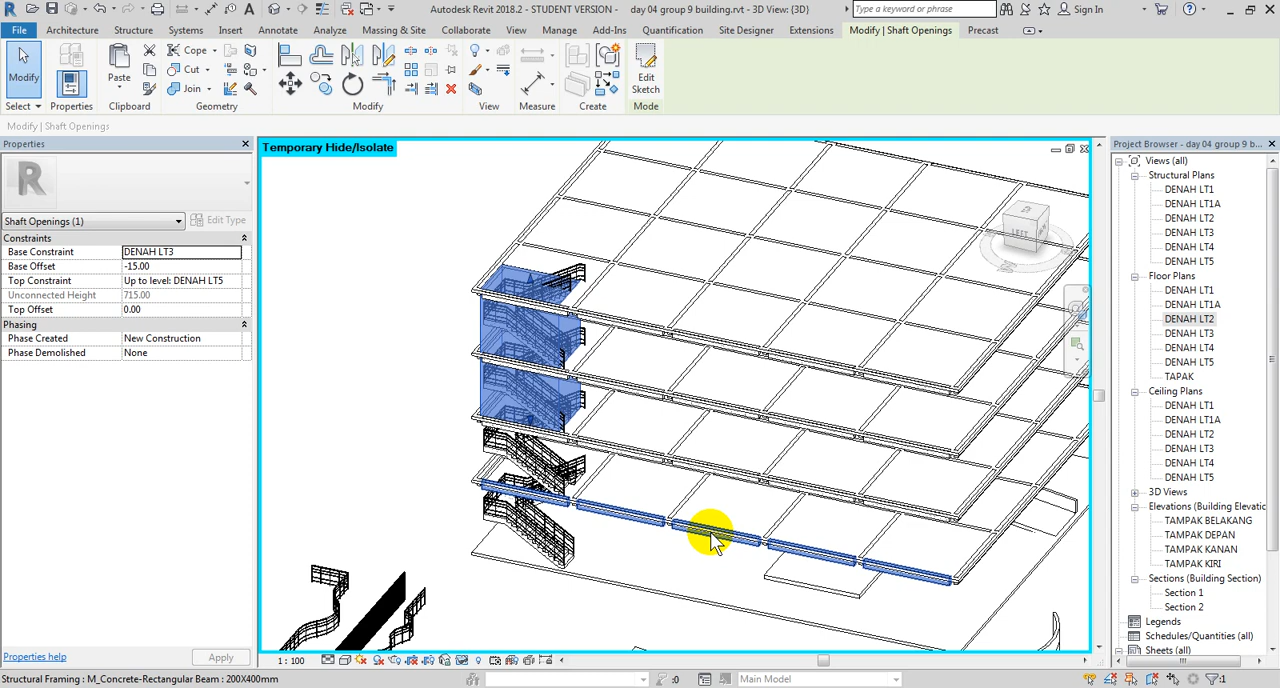 Autodesk Revit 2018.2 - STUDENT VERSION - day 04 group 9 building.rvt - 3D View: {3D}
Type a keyword or phrase
Sign In
File Architecture Structure Systems Insert Annotate Analyze Massing & Site Collaborate View Manage Add-Ins Quantification Site Designer Extensions Modify | Shaft Openings Precast
Modify
Paste
Cope
Cut
Join
Edit
Sketch
Select Properties Clipboard Geometry Modify View Measure Create Mode
Modify | Shaft Openings
Properties
R
Shaft Openings (1)
Edit Type
Constraints
Base Constraint DENAH LT3
Base Offset -15.00
Top Constraint Up to level: DENAH LT5
Unconnected Height 715.00
Top Offset 0.00
Phasing
Phase Created New Construction
Phase Demolished None
Properties help
Apply
Temporary Hide/Isolate
LEFT
1 : 100
Project Browser - day 04 group 9 b...
Views (all)
Structural Plans
DENAH LT1
DENAH LT1A
DENAH LT2
DENAH LT3
DENAH LT4
DENAH LT5
Floor Plans
DENAH LT1
DENAH LT1A
DENAH LT2
DENAH LT3
DENAH LT4
DENAH LT5
TAPAK
Ceiling Plans
DENAH LT1
DENAH LT1A
DENAH LT2
DENAH LT3
DENAH LT4
DENAH LT5
3D Views
Elevations (Building Elevatio
TAMPAK BELAKANG
TAMPAK DEPAN
TAMPAK KANAN
TAMPAK KIRI
Sections (Building Section)
Section 1
Section 2
Legends
Schedules/Quantities (all)
Sheets (all)
Structural Framing : M_Concrete-Rectangular Beam : 200X400mm
:0
Main Model
:1